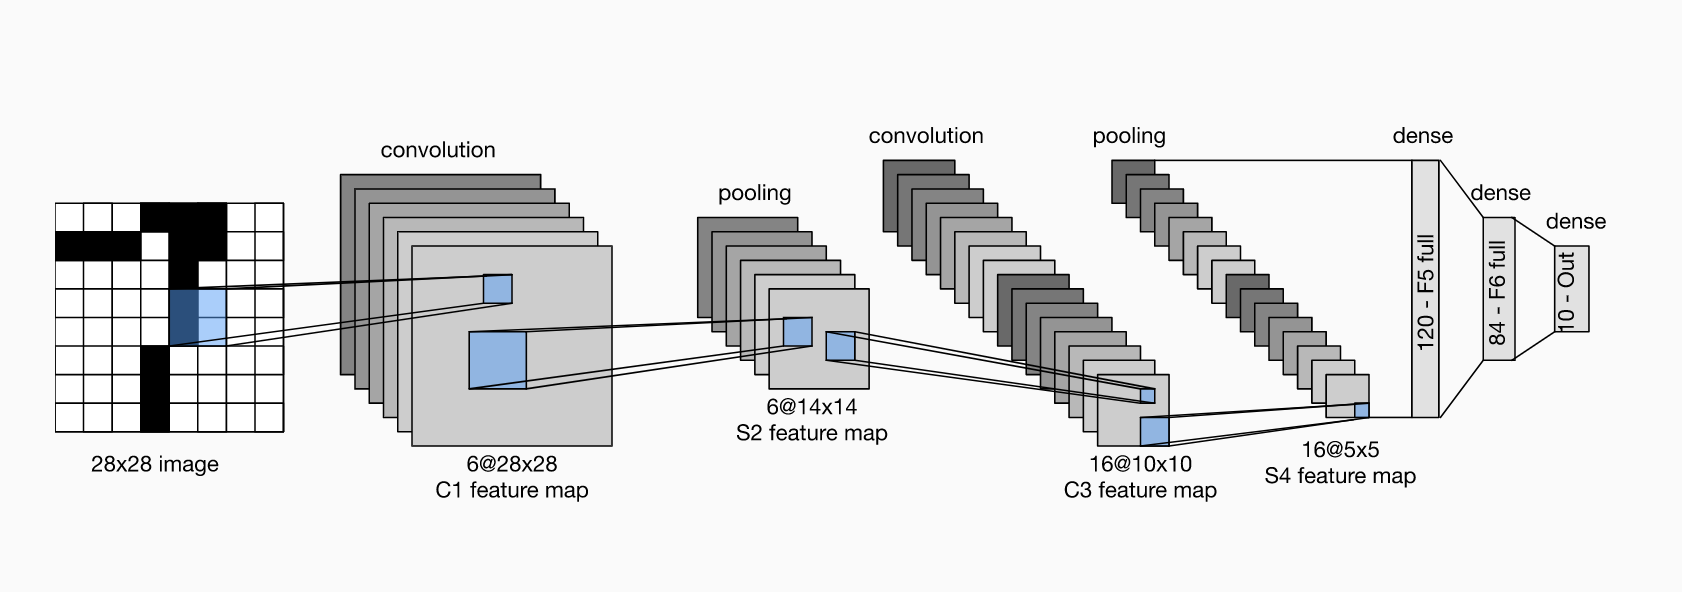 convolution
pooling
convolution
pooling
dense
dense
dense
120 - F5 full
84 - F6 full
10 - Out
28x28 image
6@28x28
C1 feature map
6@14x14
S2 feature map
16@10x10
C3 feature map
16@5x5
S4 feature map